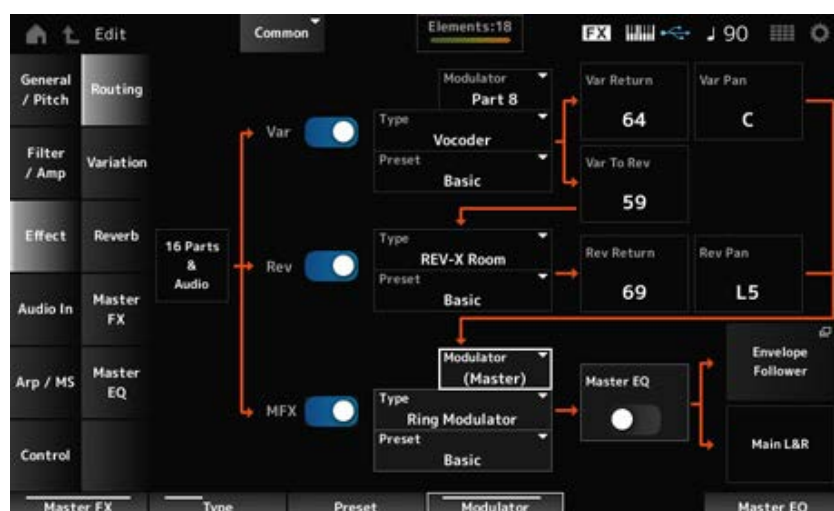 Edit
Common
Elements:18
FX
♩ 90
General
/ Pitch
Routing
Modulator
Part 8
Var Return
64
Var Pan
C
Var
Type
Vocoder
Preset
Basic
Filter
/ Amp
Variation
Var To Rev
59
Effect
Reverb
16 Parts
&
Audio
Rev
Type
REV-X Room
Preset
Basic
Rev Return
69
Rev Pan
L5
Audio In
Master
FX
Modulator
(Master)
Master EQ
Envelope
Follower
Arp / MS
Master
EQ
MFX
Type
Ring Modulator
Preset
Basic
Main L&R
Control
Master FX
Type
Preset
Modulator
Master EQ